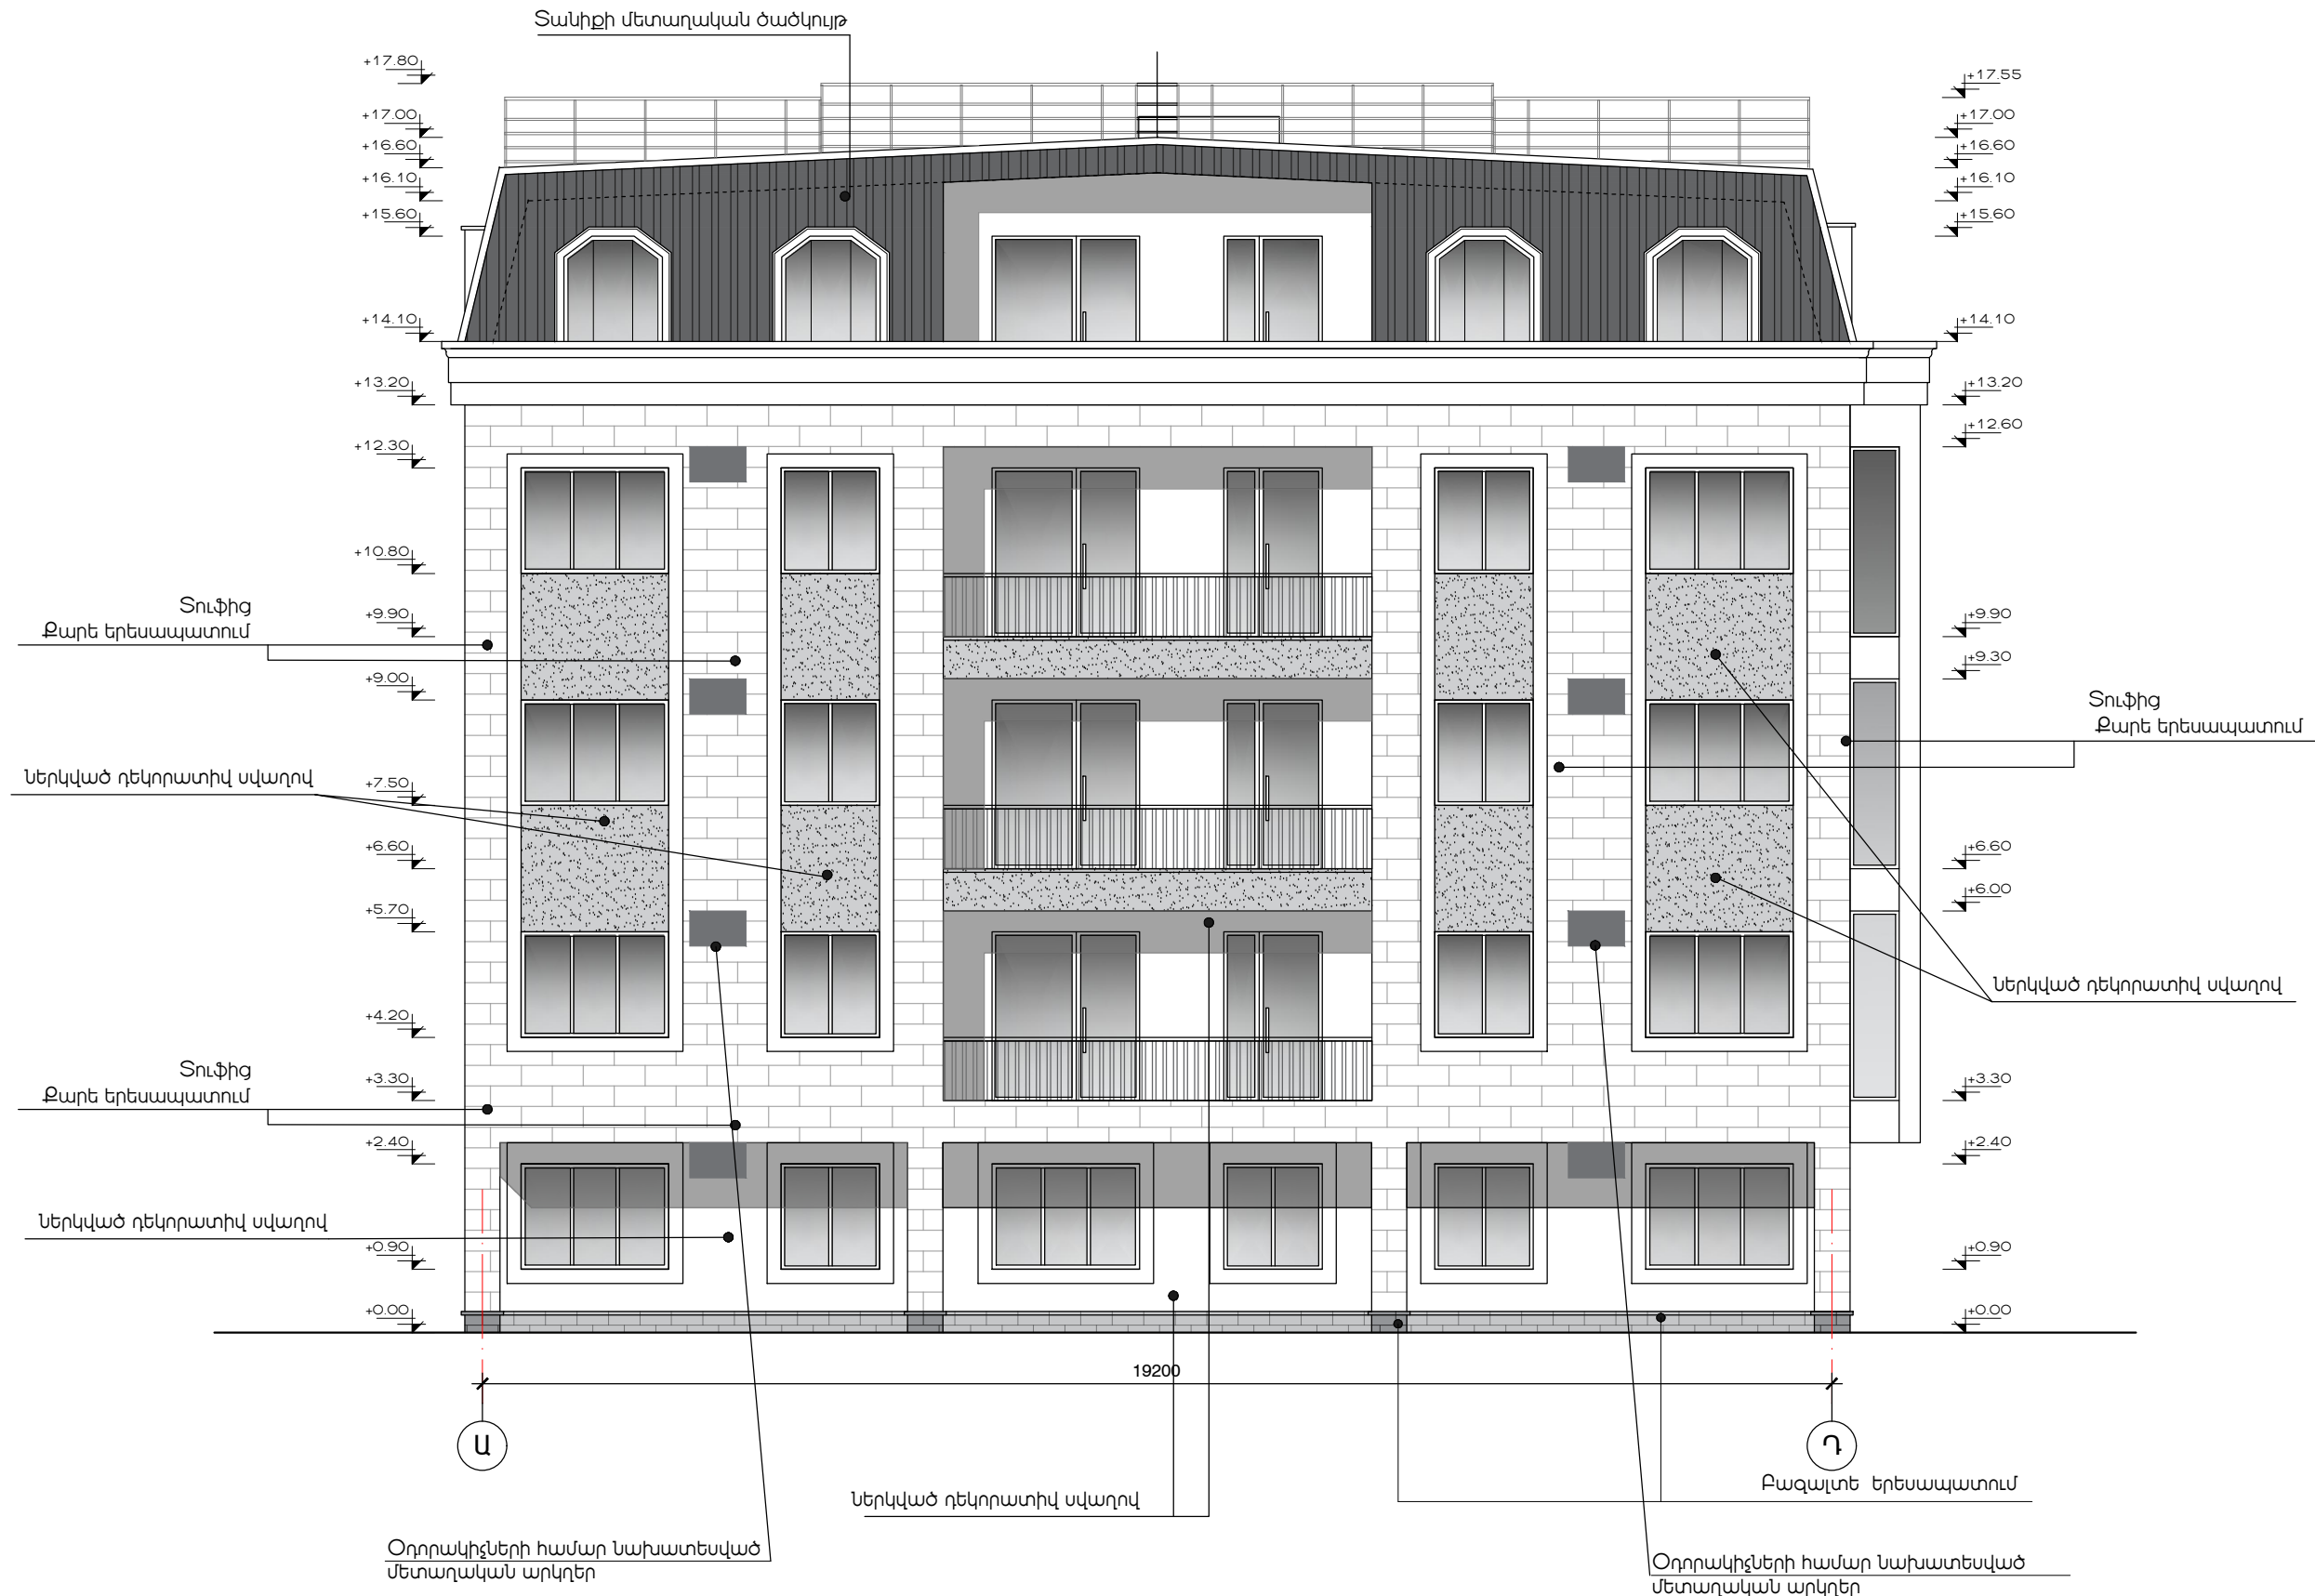 Տանիքի մետաղական ծածկույթ
+17.80
+17.55
+17.00
+17.00
+16.60
+16.60
+16.10
+16.10
+15.60
+15.60
+14.10
+14.10
+13.20
+13.20
+12.60
+12.30
+10.80
Տուֆից
Քարե երեսապատում
+9.90
+9.90
+9.30
+9.00
Տուֆից
Քարե երեսապատում
Ներկված դեկորատիվ սվաղով
+7.50
+6.60
+6.60
+6.00
+5.70
Ներկված դեկորատիվ սվաղով
+4.20
Տուֆից
Քարե երեսապատում
+3.30
+3.30
+2.40
+2.40
Ներկված դեկորատիվ սվաղով
+0.90
+0.90
+0.00
+0.00
19200
Ա
Դ
Բազալտե երեսապատում
Ներկված դեկորատիվ սվաղով
Օդորակիչների համար նախատեսված
մետաղական արկղեր
Օդորակիչների համար նախատեսված
մետաղական արկղեր